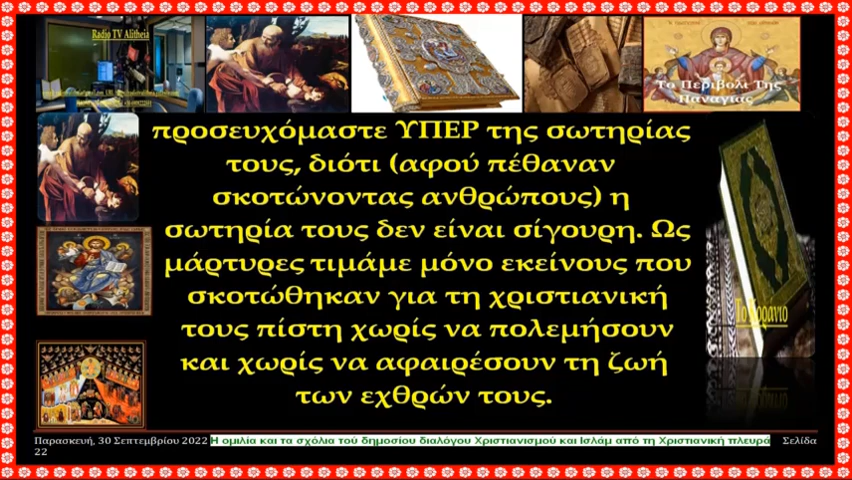 Radio TV Alitheia
Το Περιβολι Της
Παναγιας
προσευχόμαστε ΥΠΕΡ της σωτηρίας
τους, διότι (αφού πέθαναν
σκοτώνοντας ανθρώπους) η
σωτηρία τους δεν είναι σίγουρη. Ως
μάρτυρες τιμάμε μόνο εκείνους που
σκοτώθηκαν για τη χριστιανική
τους πίστη χωρίς να πολεμήσουν
και χωρίς να αφαιρέσουν τη ζωή
των εχθρών τους.
Το Κοράνιο
Παρασκευή, 30 Σεπτεμβρίου 2022 Η ομιλία και τα σχόλια τού δημοσίου διαλόγου Χριστιανισμού και Ισλάμ από τη Χριστιανική πλευρά Σελίδα
22